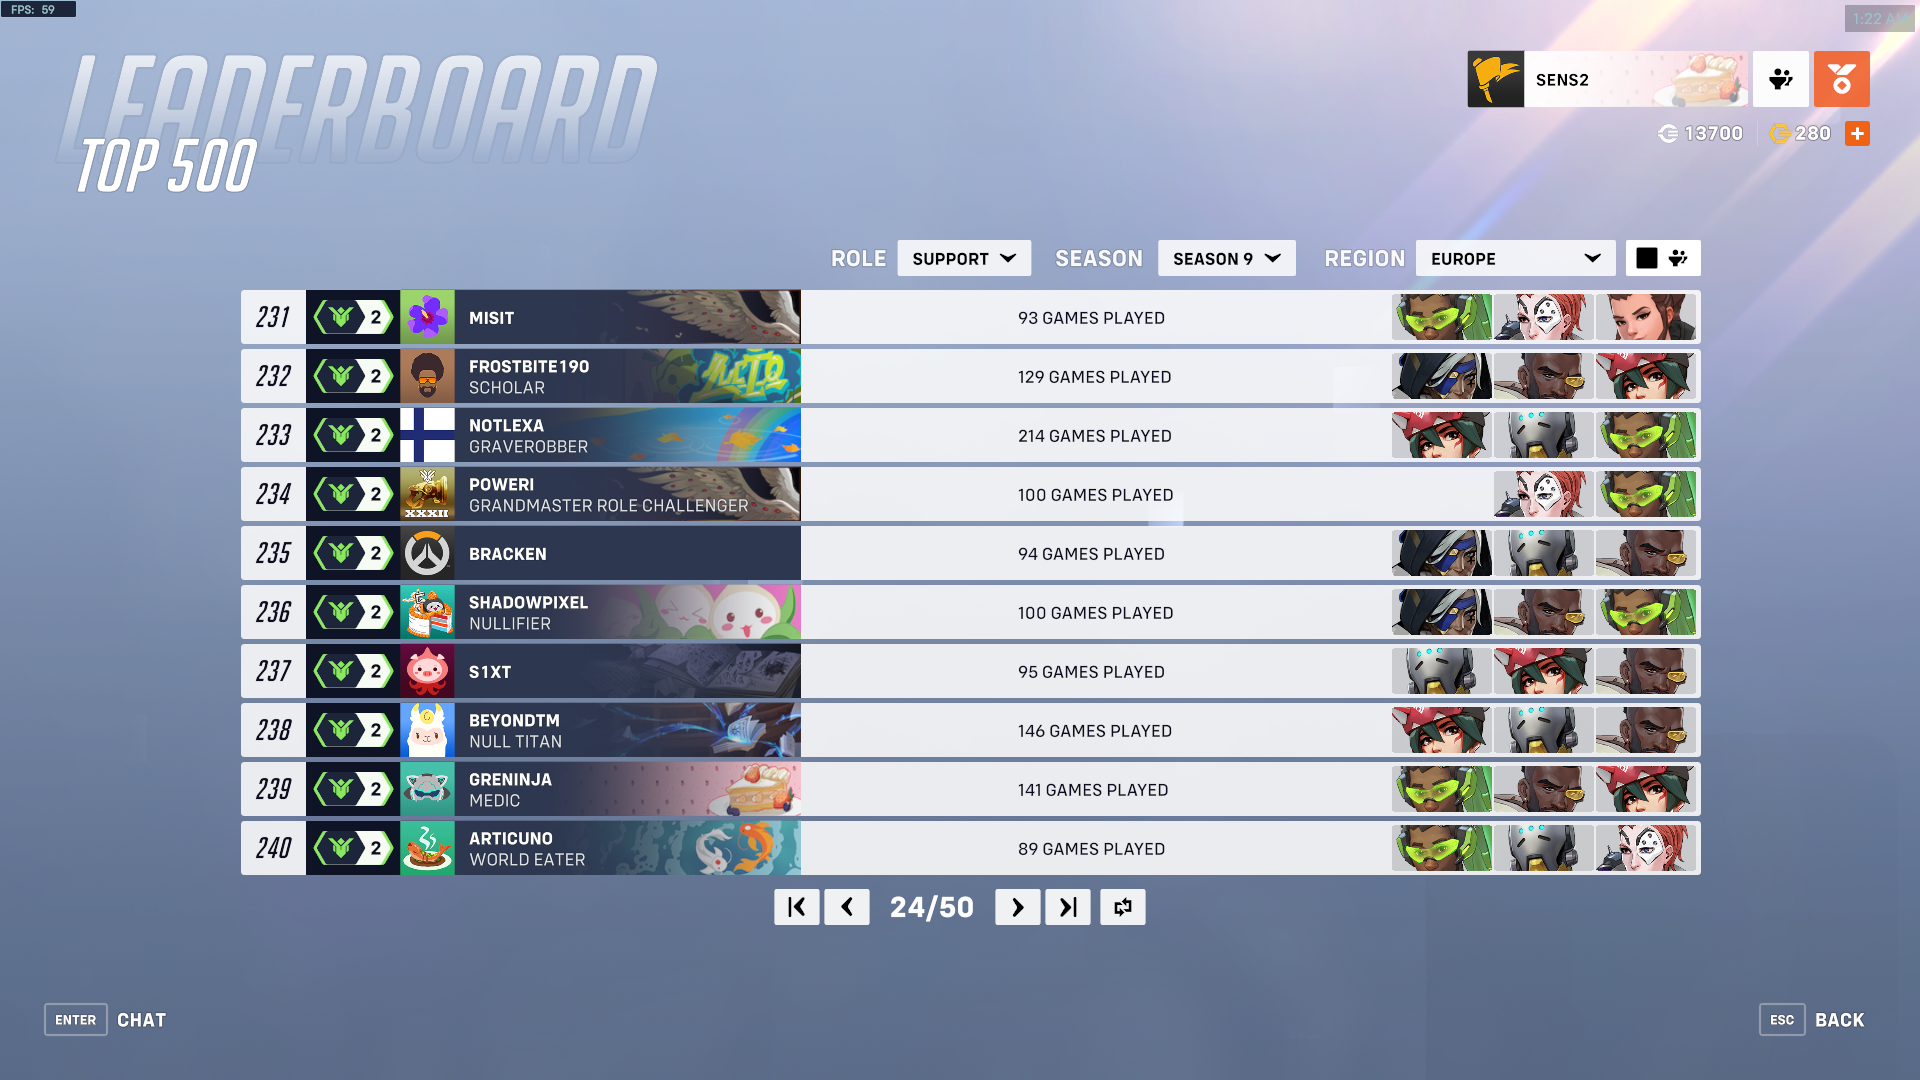 FPS: 59
1:22 AM
LEADERBOARD
TOP 500
SENS2
13700
280
ROLE SUPPORT SEASON SEASON 9 REGION EUROPE
231 2 MISIT 93 GAMES PLAYED
232 2 FROSTBITE190 SCHOLAR 129 GAMES PLAYED
233 2 NOTLEXA GRAVEROBBER 214 GAMES PLAYED
234 2 XXXII POWERI GRANDMASTER ROLE CHALLENGER 100 GAMES PLAYED
235 2 BRACKEN 94 GAMES PLAYED
236 2 SHADOWPIXEL NULLIFIER 100 GAMES PLAYED
237 2 S1XT 95 GAMES PLAYED
238 2 BEYONDTM NULL TITAN 146 GAMES PLAYED
239 2 GRENINJA MEDIC 141 GAMES PLAYED
240 2 ARTICUNO WORLD EATER 89 GAMES PLAYED
24/50
ENTER CHAT
ESC BACK